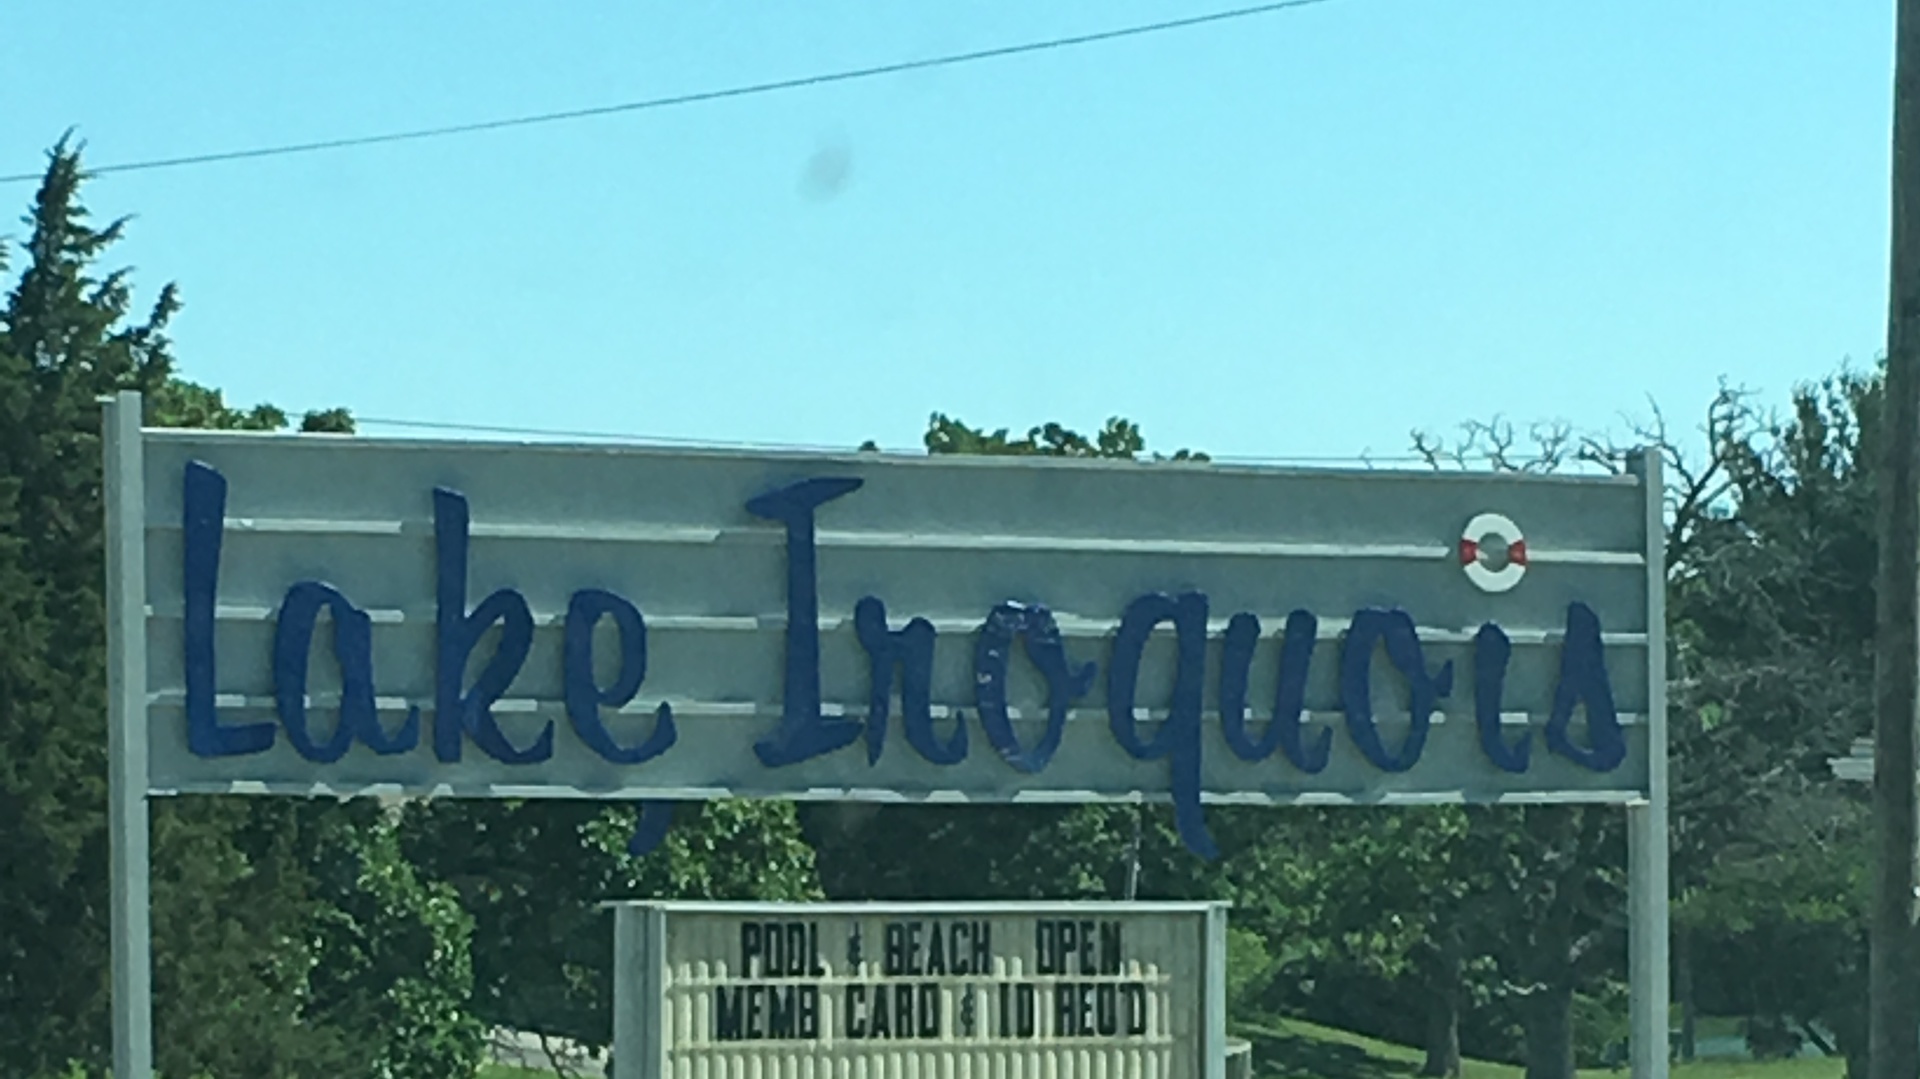 Lake Iroquois
POOL & BEACH OPEN
MEMB CARD & ID REQ'D